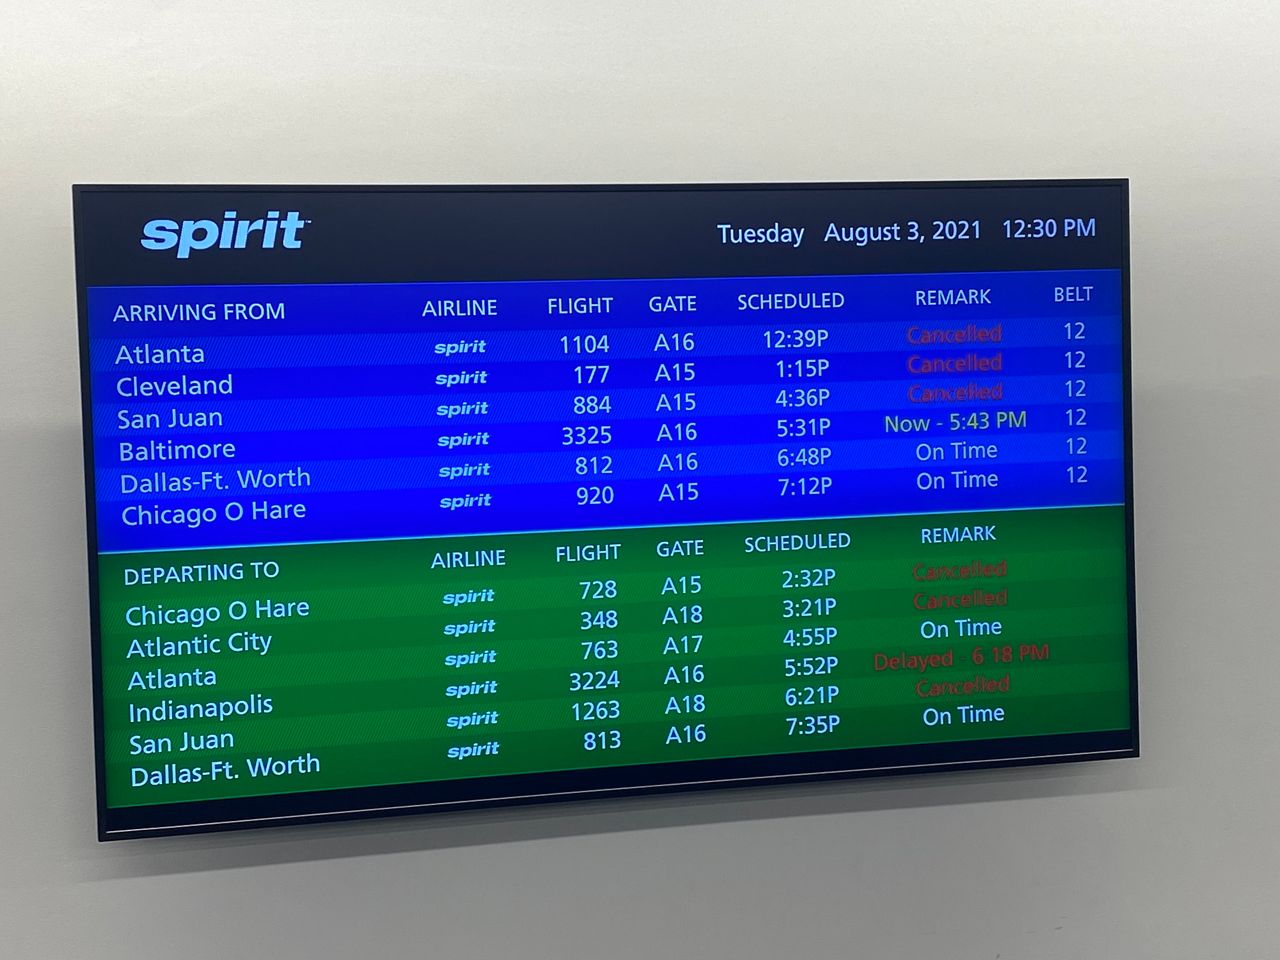 spirit™ Tuesday August 3, 2021 12:30 PM
ARRIVING FROM AIRLINE FLIGHT GATE SCHEDULED REMARK BELT
Atlanta spirit 1104 A16 12:39P Cancelled 12
Cleveland spirit 177 A15 1:15P Cancelled 12
San Juan spirit 884 A15 4:36P Cancelled 12
Baltimore spirit 3325 A16 5:31P Now - 5:43 PM 12
Dallas-Ft. Worth spirit 812 A16 6:48P On Time 12
Chicago O Hare spirit 920 A15 7:12P On Time 12
DEPARTING TO AIRLINE FLIGHT GATE SCHEDULED REMARK
Chicago O Hare spirit 728 A15 2:32P Cancelled
Atlantic City spirit 348 A18 3:21P Cancelled
Atlanta spirit 763 A17 4:55P On Time
Indianapolis spirit 3224 A16 5:52P Delayed - 6 18 PM
San Juan spirit 1263 A18 6:21P Cancelled
Dallas-Ft. Worth spirit 813 A16 7:35P On Time